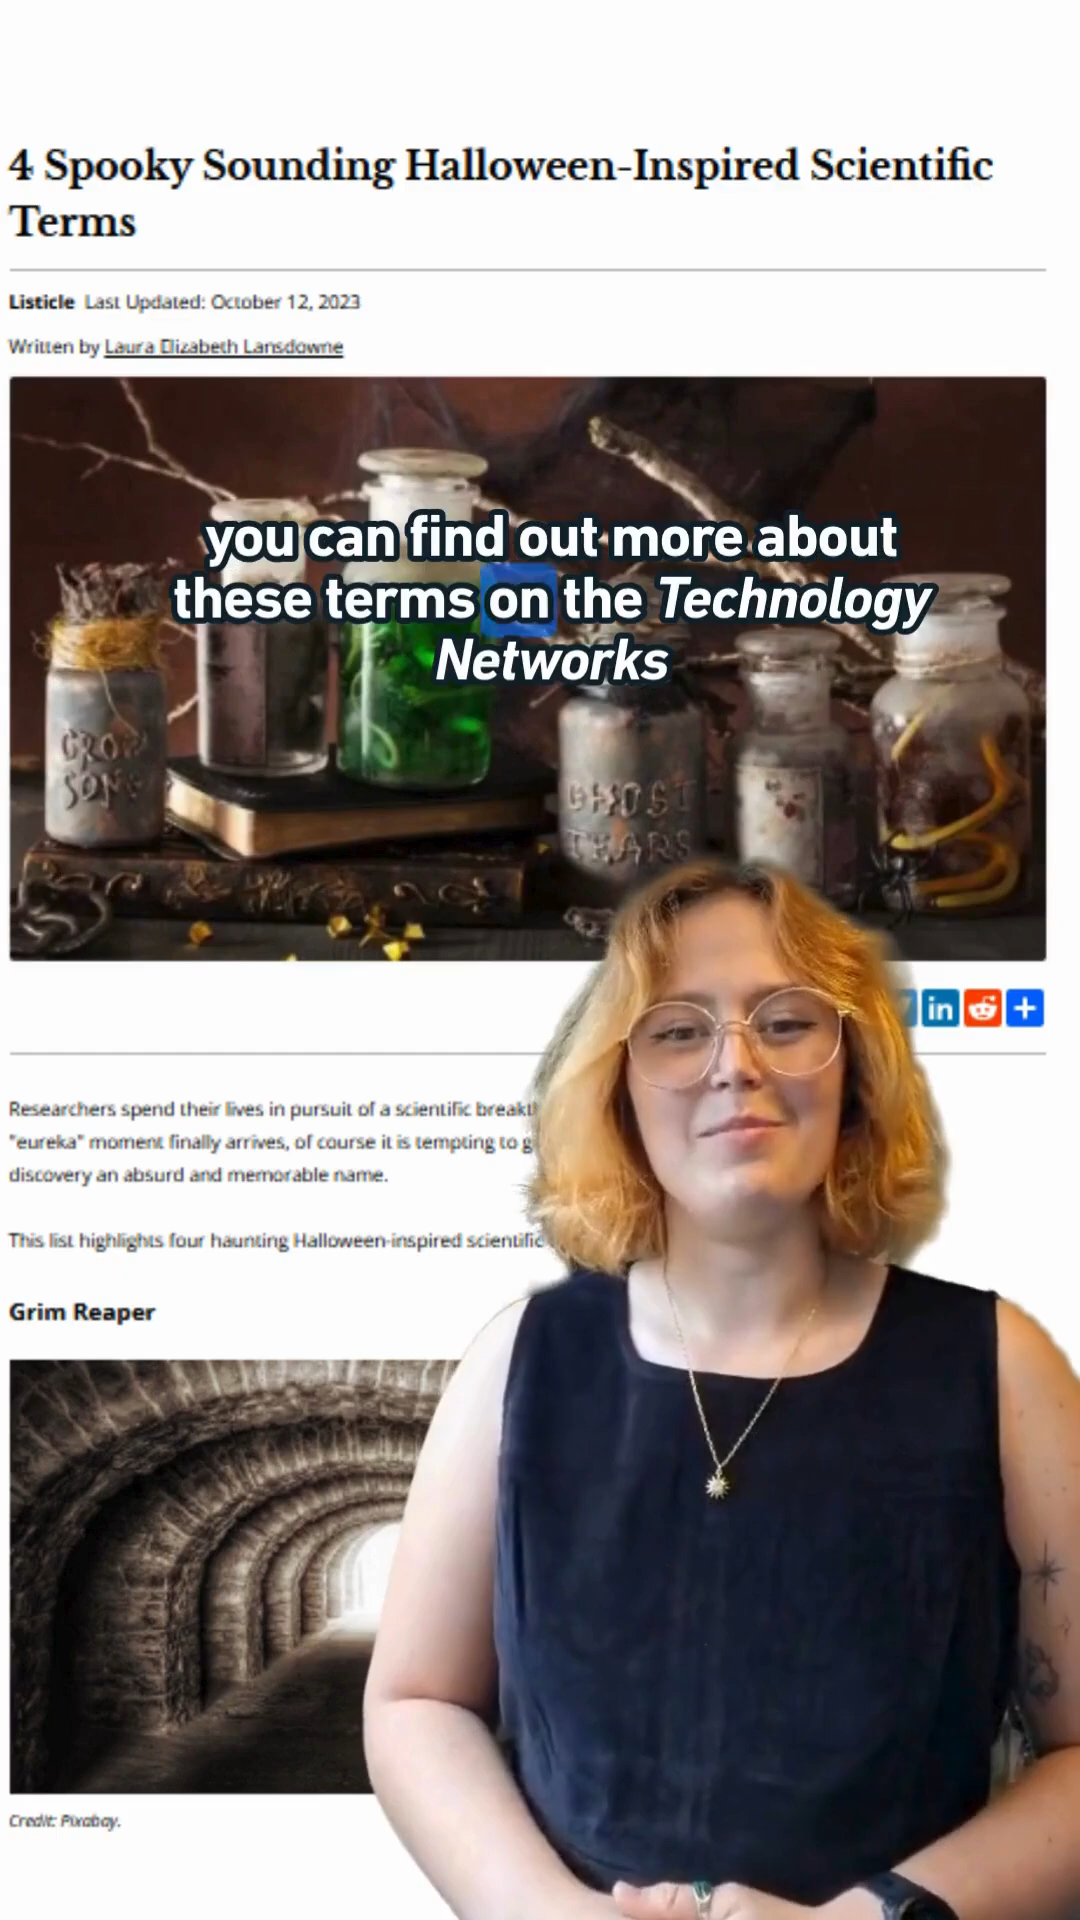 4 Spooky Sounding Halloween-Inspired Scientific
Terms
Listicle Last Updated: October 12, 2023
Written by Laura Elizabeth Lansdowne
you can find out more about
these terms on the Technology
Networks
CROW
GHOST
TEARS
in
Researchers spend their lives in pursuit of a scientific
"eureka" moment finally arrives, of course it is tempting to
discovery an absurd and memorable name.
This list highlights four haunting Halloween-inspired scientific
Grim Reaper
Credit: Pixabay.